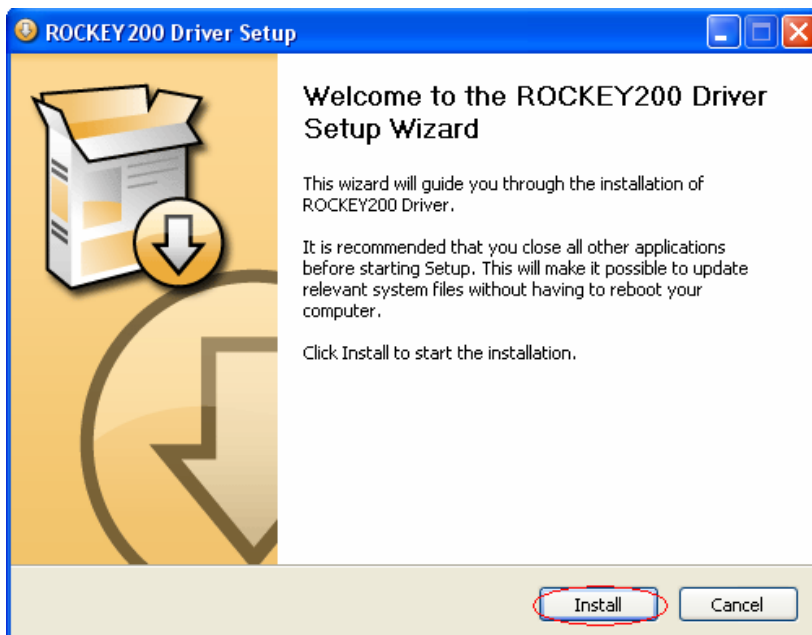 ROCKEY200 Driver Setup
Welcome to the ROCKEY200 Driver
Setup Wizard
This wizard will guide you through the installation of
ROCKEY200 Driver.
It is recommended that you close all other applications
before starting Setup. This will make it possible to update
relevant system files without having to reboot your
computer.
Click Install to start the installation.
Install
Cancel